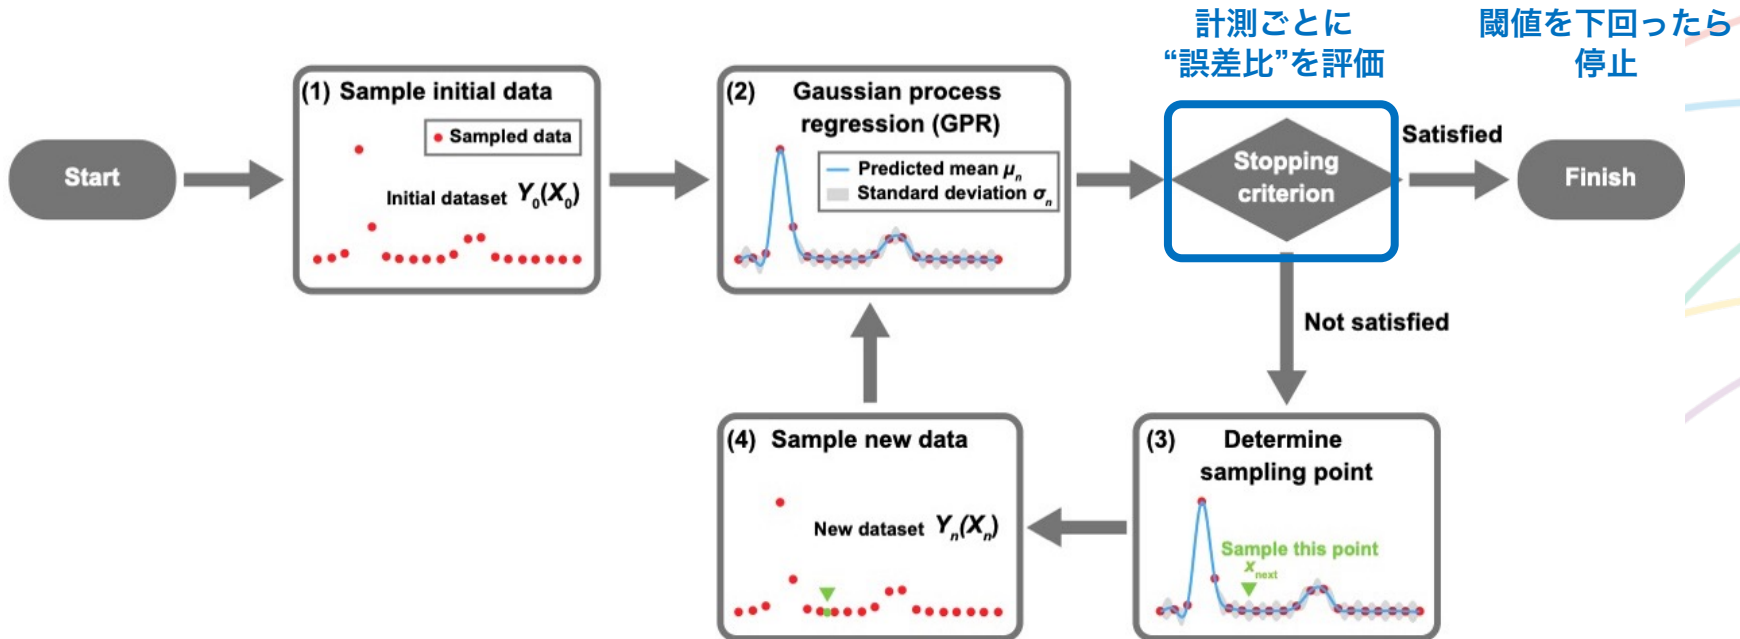 計測ごとに
“誤差比”を評価
閾値を下回ったら
停止
Start
(1) Sample initial data
Sampled data
Initial dataset Y₀(X₀)
(2) Gaussian process
regression (GPR)
Predicted mean μₙ
Standard deviation σₙ
Stopping
criterion
Satisfied
Finish
Not satisfied
(3) Determine
sampling point
Sample this point
x_next
(4) Sample new data
New dataset Yₙ(Xₙ)